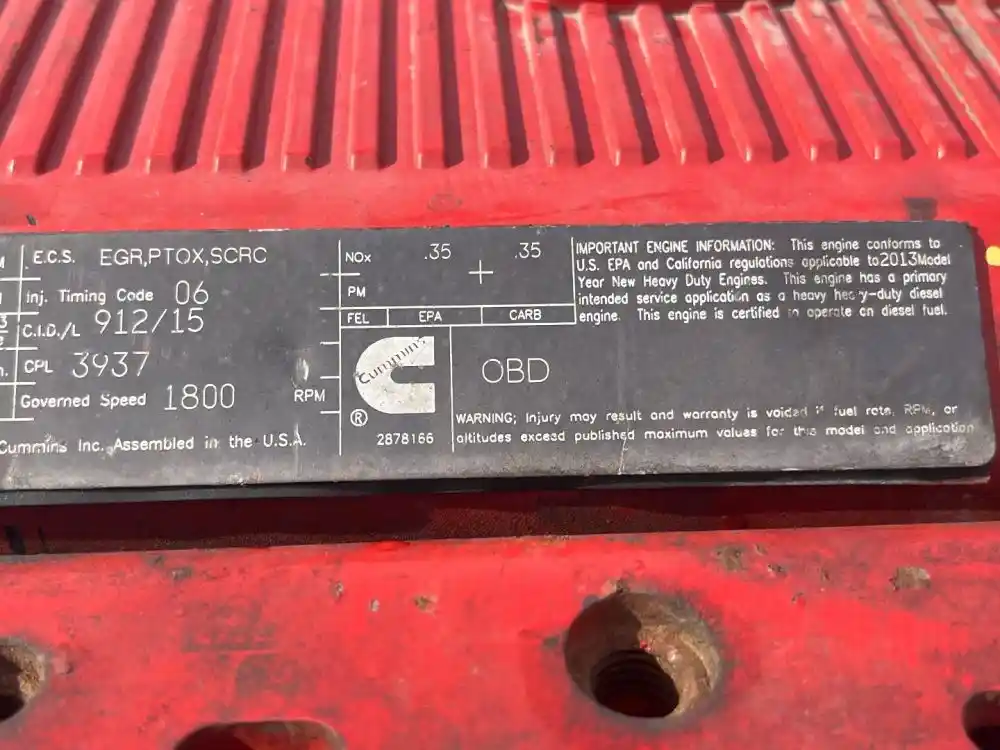 E.C.S. EGR,PTOX,SCRC
Inj. Timing Code 06
C.I.D./L 912/15
CPL 3937
Governed Speed 1800 RPM
Cummins Inc. Assembled in the U.S.A.
NOx .35 .35
PM
FEL EPA CARB
Cummins
®
2878166
OBD
IMPORTANT ENGINE INFORMATION: This engine conforms to
U.S. EPA and California regulations applicable to 2013 Model
Year New Heavy Duty Engines. This engine has a primary
intended service application as a heavy heavy-duty diesel
engine. This engine is certified to operate on diesel fuel.
WARNING; Injury may result and warranty is voided if fuel rate, RPM, or
altitudes exceed published maximum values for this model and application